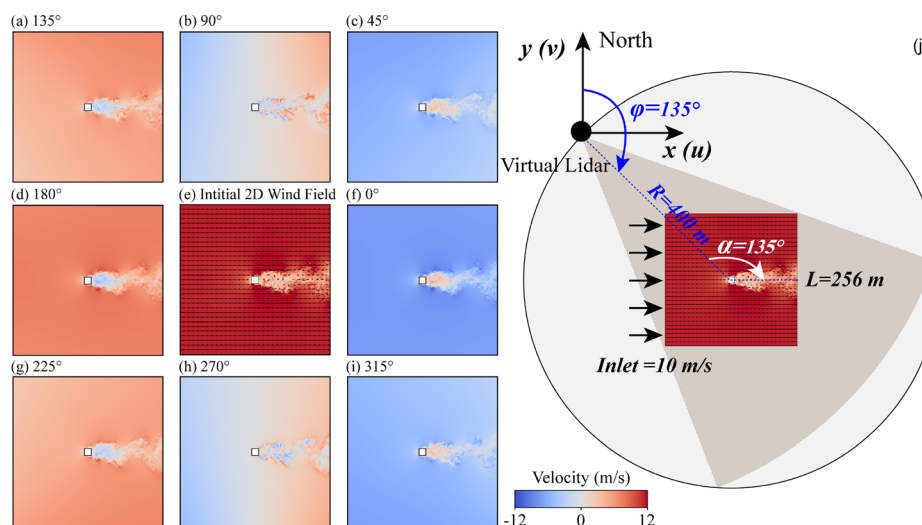 (a) 135°
(b) 90°
(c) 45°
(d) 180°
(e) Intitial 2D Wind Field
(f) 0°
(g) 225°
(h) 270°
(i) 315°
(j
y (v)
North
φ=135°
x (u)
Virtual Lidar
R=400 m
α=135°
L=256 m
Inlet =10 m/s
Velocity (m/s)
-12
0
12